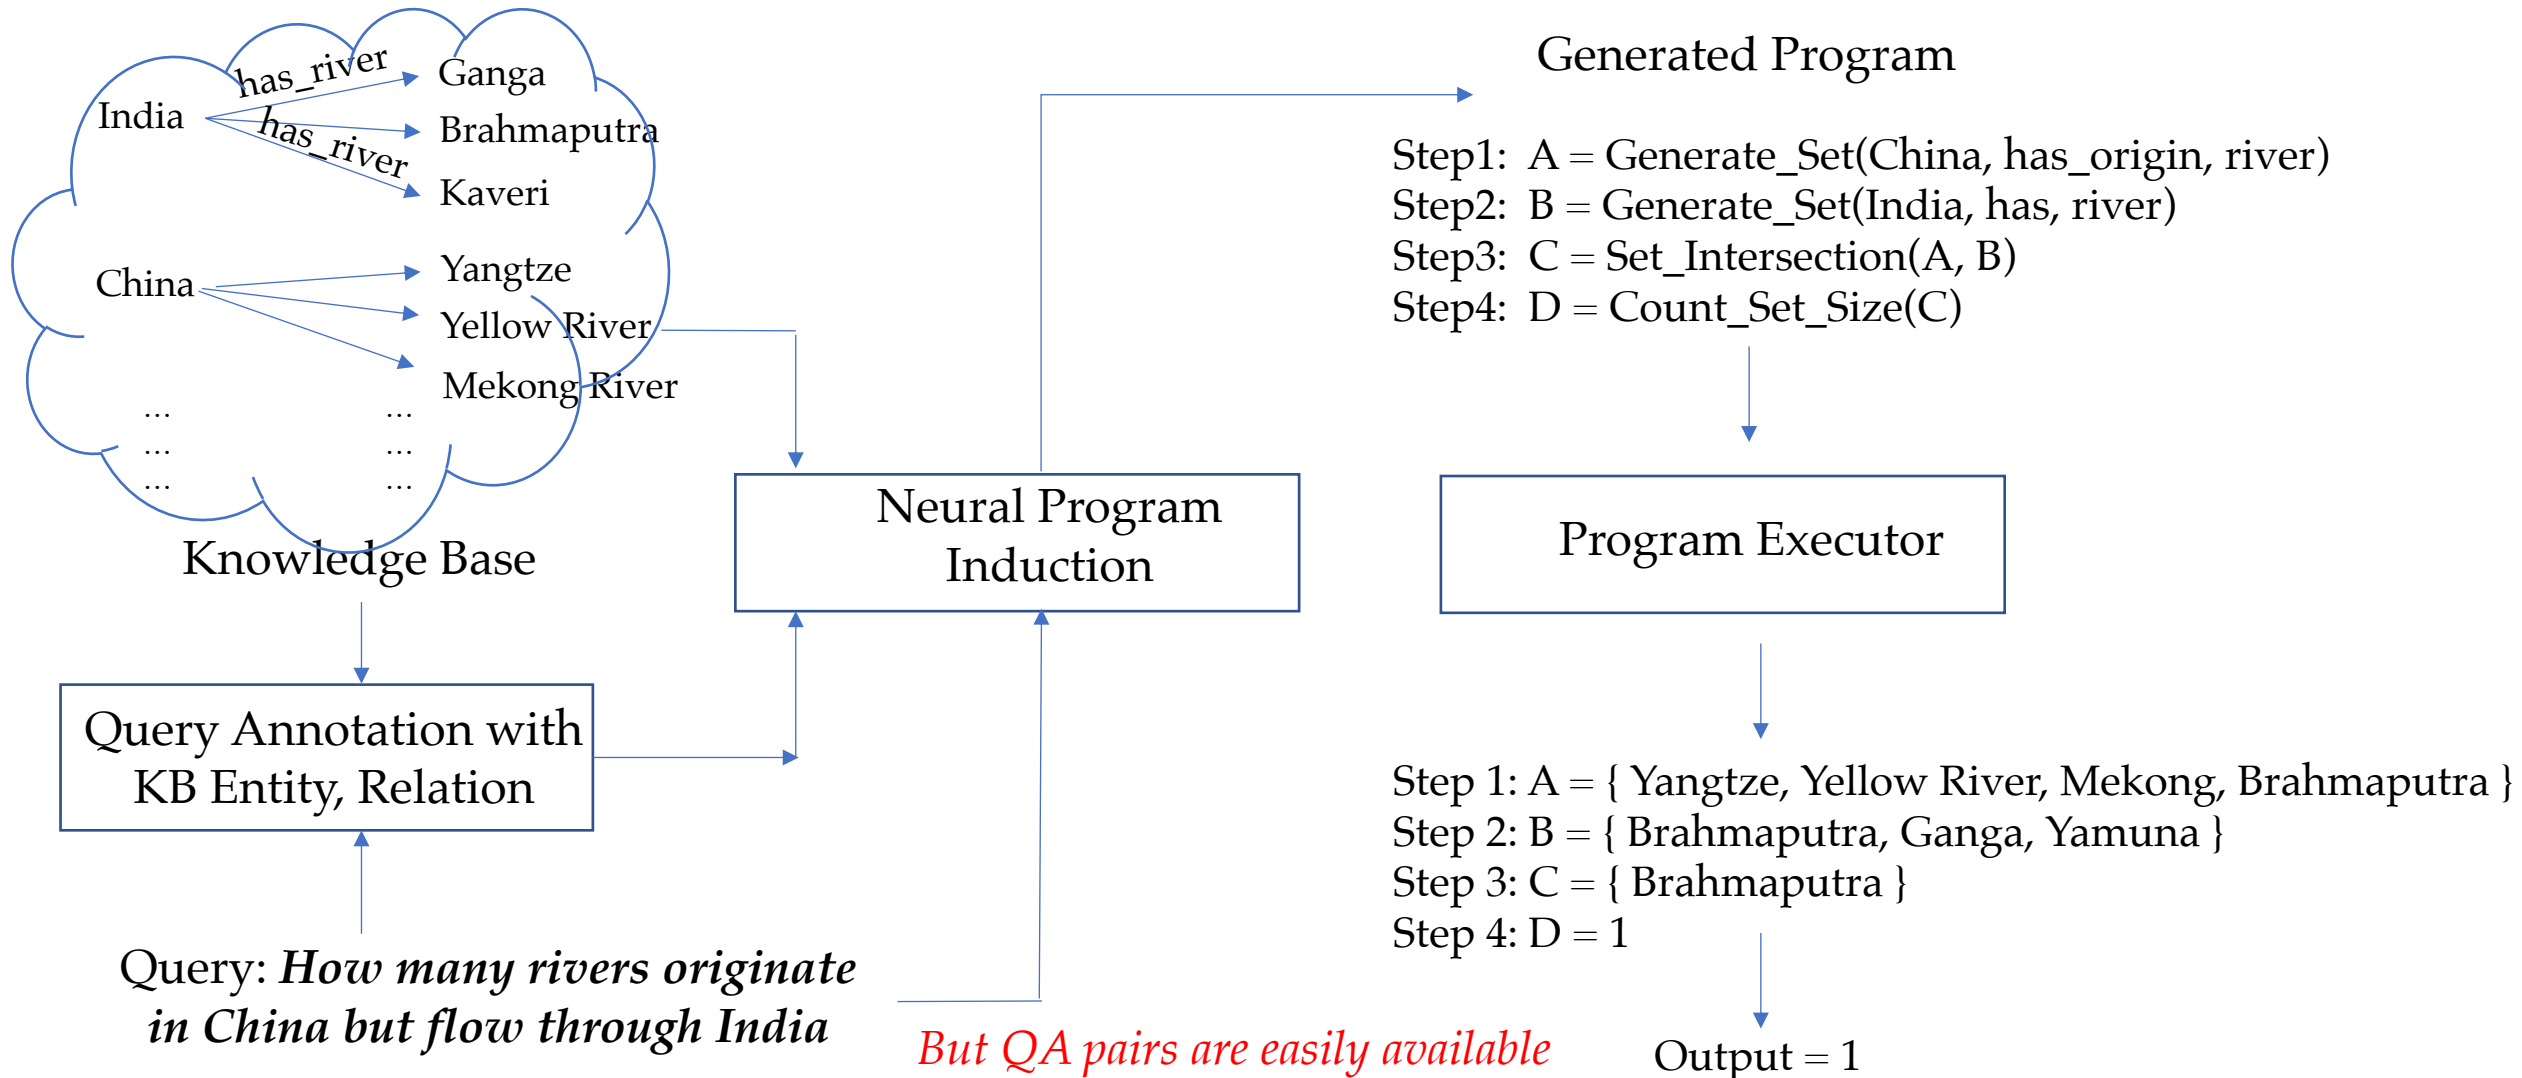 has_river
Ganga
India
has_river
Brahmaputra
Kaveri
China
Yangtze
Yellow River
Mekong River
... ...
... ...
... ...
Knowledge Base
Query Annotation with
KB Entity, Relation
Query: How many rivers originate
in China but flow through India
Neural Program
Induction
But QA pairs are easily available
Generated Program
Step1: A = Generate_Set(China, has_origin, river)
Step2: B = Generate_Set(India, has, river)
Step3: C = Set_Intersection(A, B)
Step4: D = Count_Set_Size(C)
Program Executor
Step 1: A = { Yangtze, Yellow River, Mekong, Brahmaputra }
Step 2: B = { Brahmaputra, Ganga, Yamuna }
Step 3: C = { Brahmaputra }
Step 4: D = 1
Output = 1